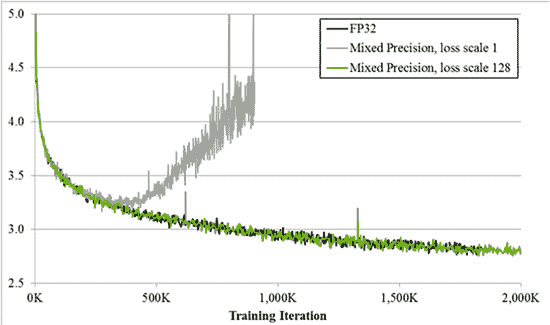 5.0
FP32
Mixed Precision, loss scale 1
Mixed Precision, loss scale 128
4.5
4.0
3.5
3.0
2.5
0K 500K 1,000K 1,500K 2,000K
Training Iteration